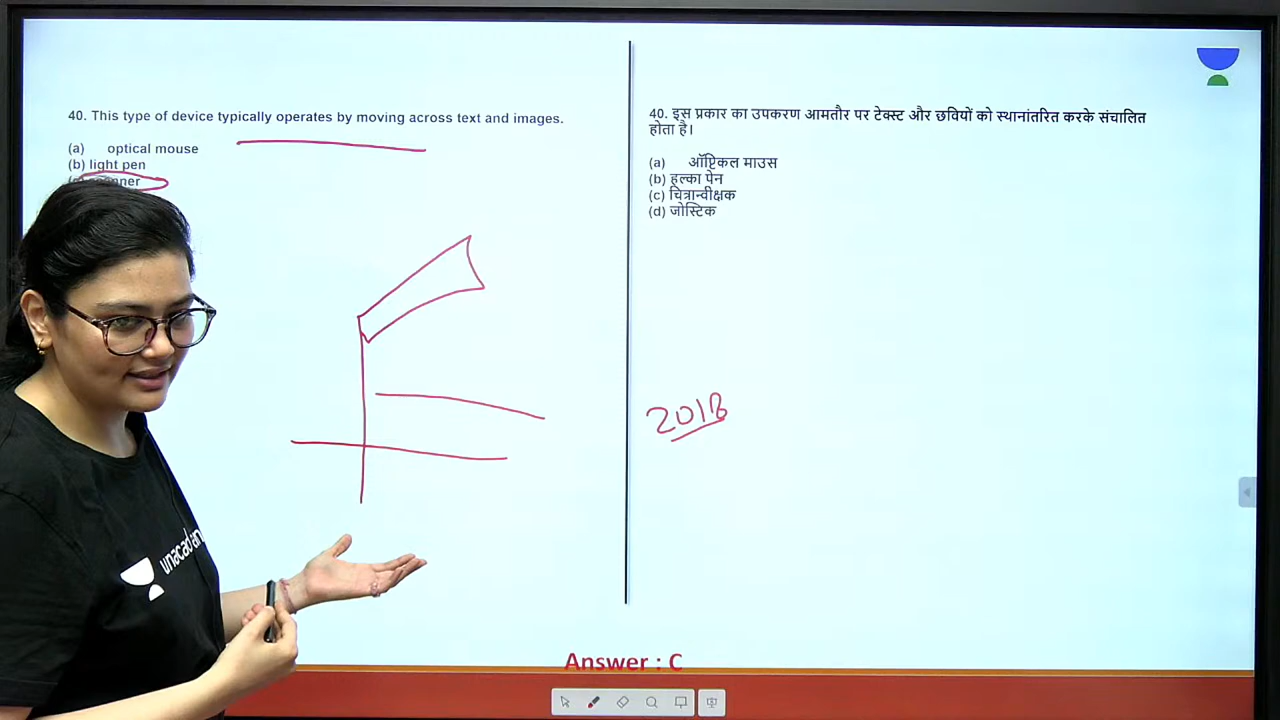 40. This type of device typically operates by moving across text and images.
(a) optical mouse
(b) light pen
40. इस प्रकार का उपकरण आमतौर पर टेक्स्ट और छवियों को स्थानांतरित करके संचालित
होता है।
(a) ऑप्टिकल माउस
(b) हल्का पेन
(c) चित्रान्वीक्षक
(d) जोस्टिक
2018
unacademy
Answer : C